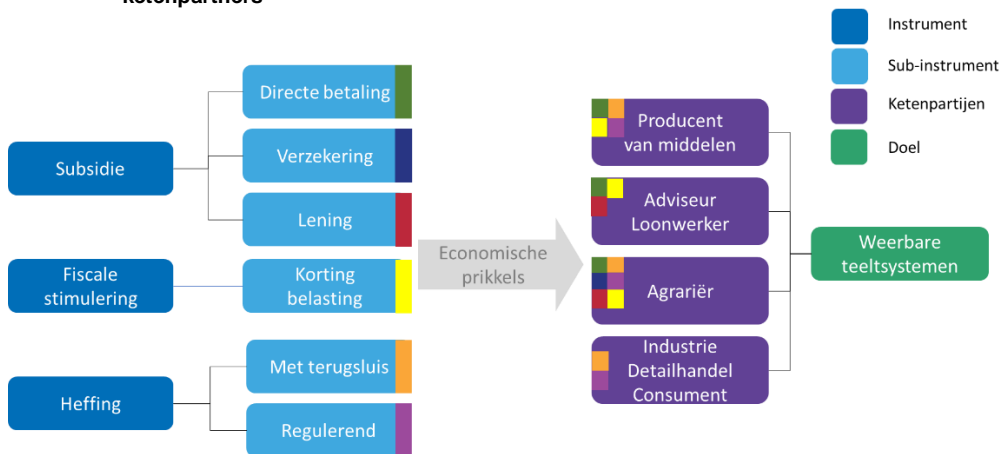 ketenpartners
Instrument
Sub-instrument
Ketenpartijen
Doel
Subsidie
Directe betaling
Verzekering
Lening
Fiscale
stimulering
Korting
belasting
Heffing
Met terugsluis
Regulerend
Economische
prikkels
Producent
van middelen
Adviseur
Loonwerker
Agrariër
Industrie
Detailhandel
Consument
Weerbare
teeltsystemen